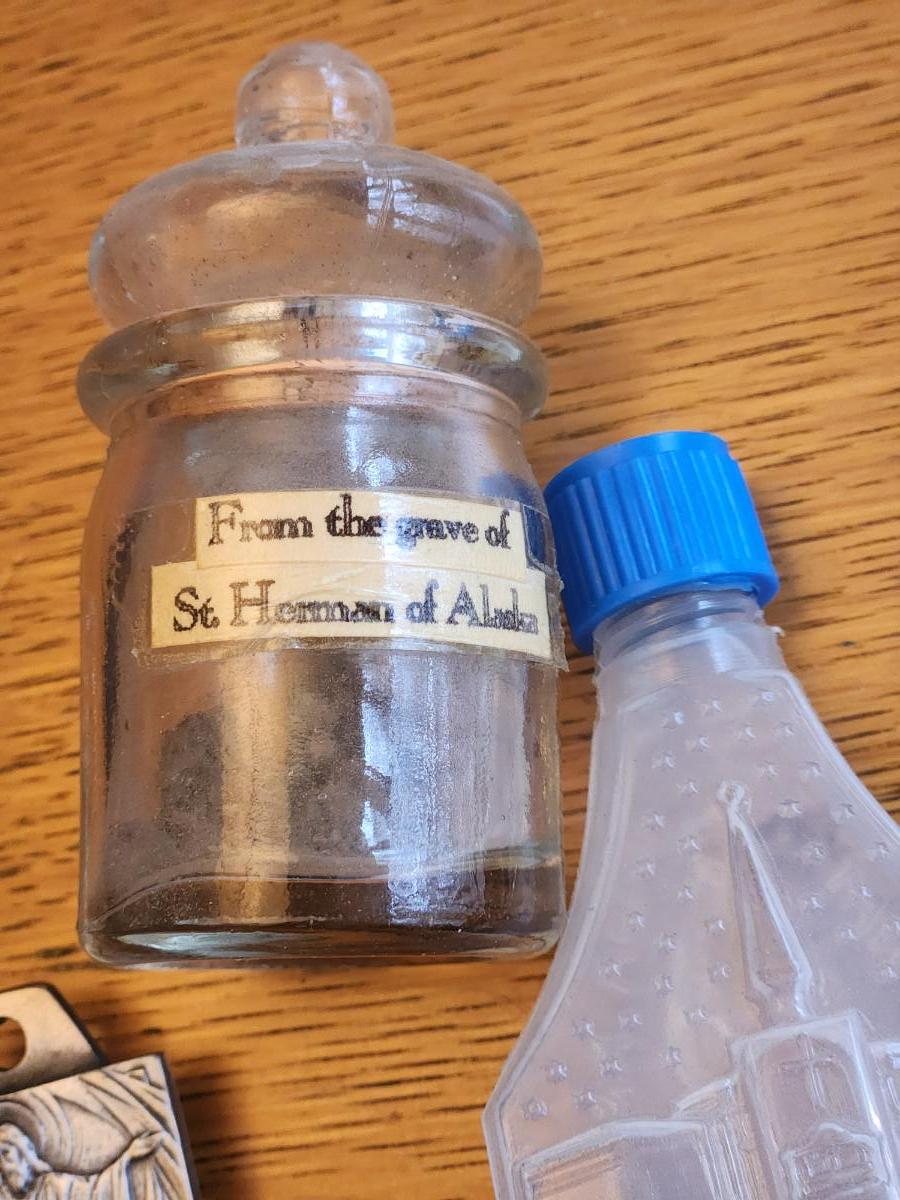 From the grave of
St. Herman of Alaska